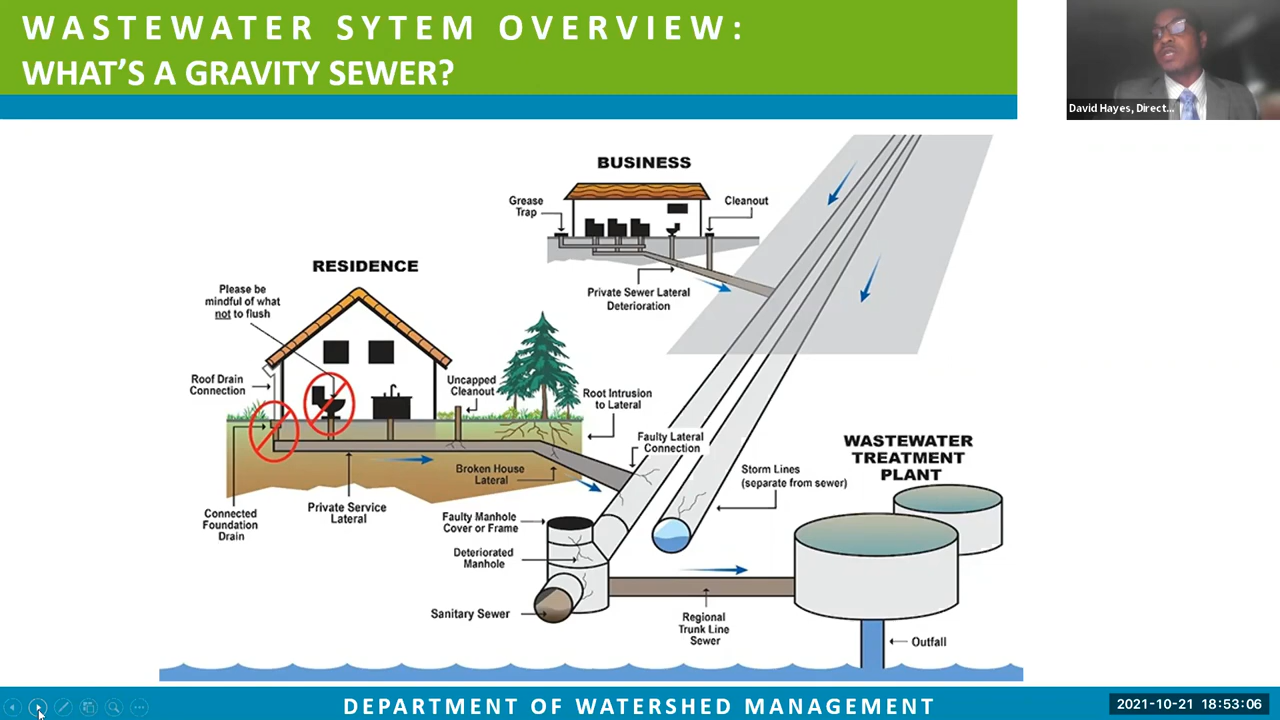 WASTEWATER SYTEM OVERVIEW:
WHAT'S A GRAVITY SEWER?
David Hayes, Direct...
BUSINESS
Grease
Trap
Cleanout
Private Sewer Lateral
Deterioration
RESIDENCE
Please be
mindful of what
not to flush
Roof Drain
Connection
Uncapped
Cleanout
Root Intrusion
to Lateral
Faulty Lateral
Connection
Broken House
Lateral
Connected
Foundation
Drain
Private Service
Lateral
WASTEWATER
TREATMENT
PLANT
Storm Lines
(separate from sewer)
Faulty Manhole
Cover or Frame
Deteriorated
Manhole
Sanitary Sewer
Regional
Trunk Line
Sewer
Outfall
DEPARTMENT OF WATERSHED MANAGEMENT
2021-10-21 18:53:06